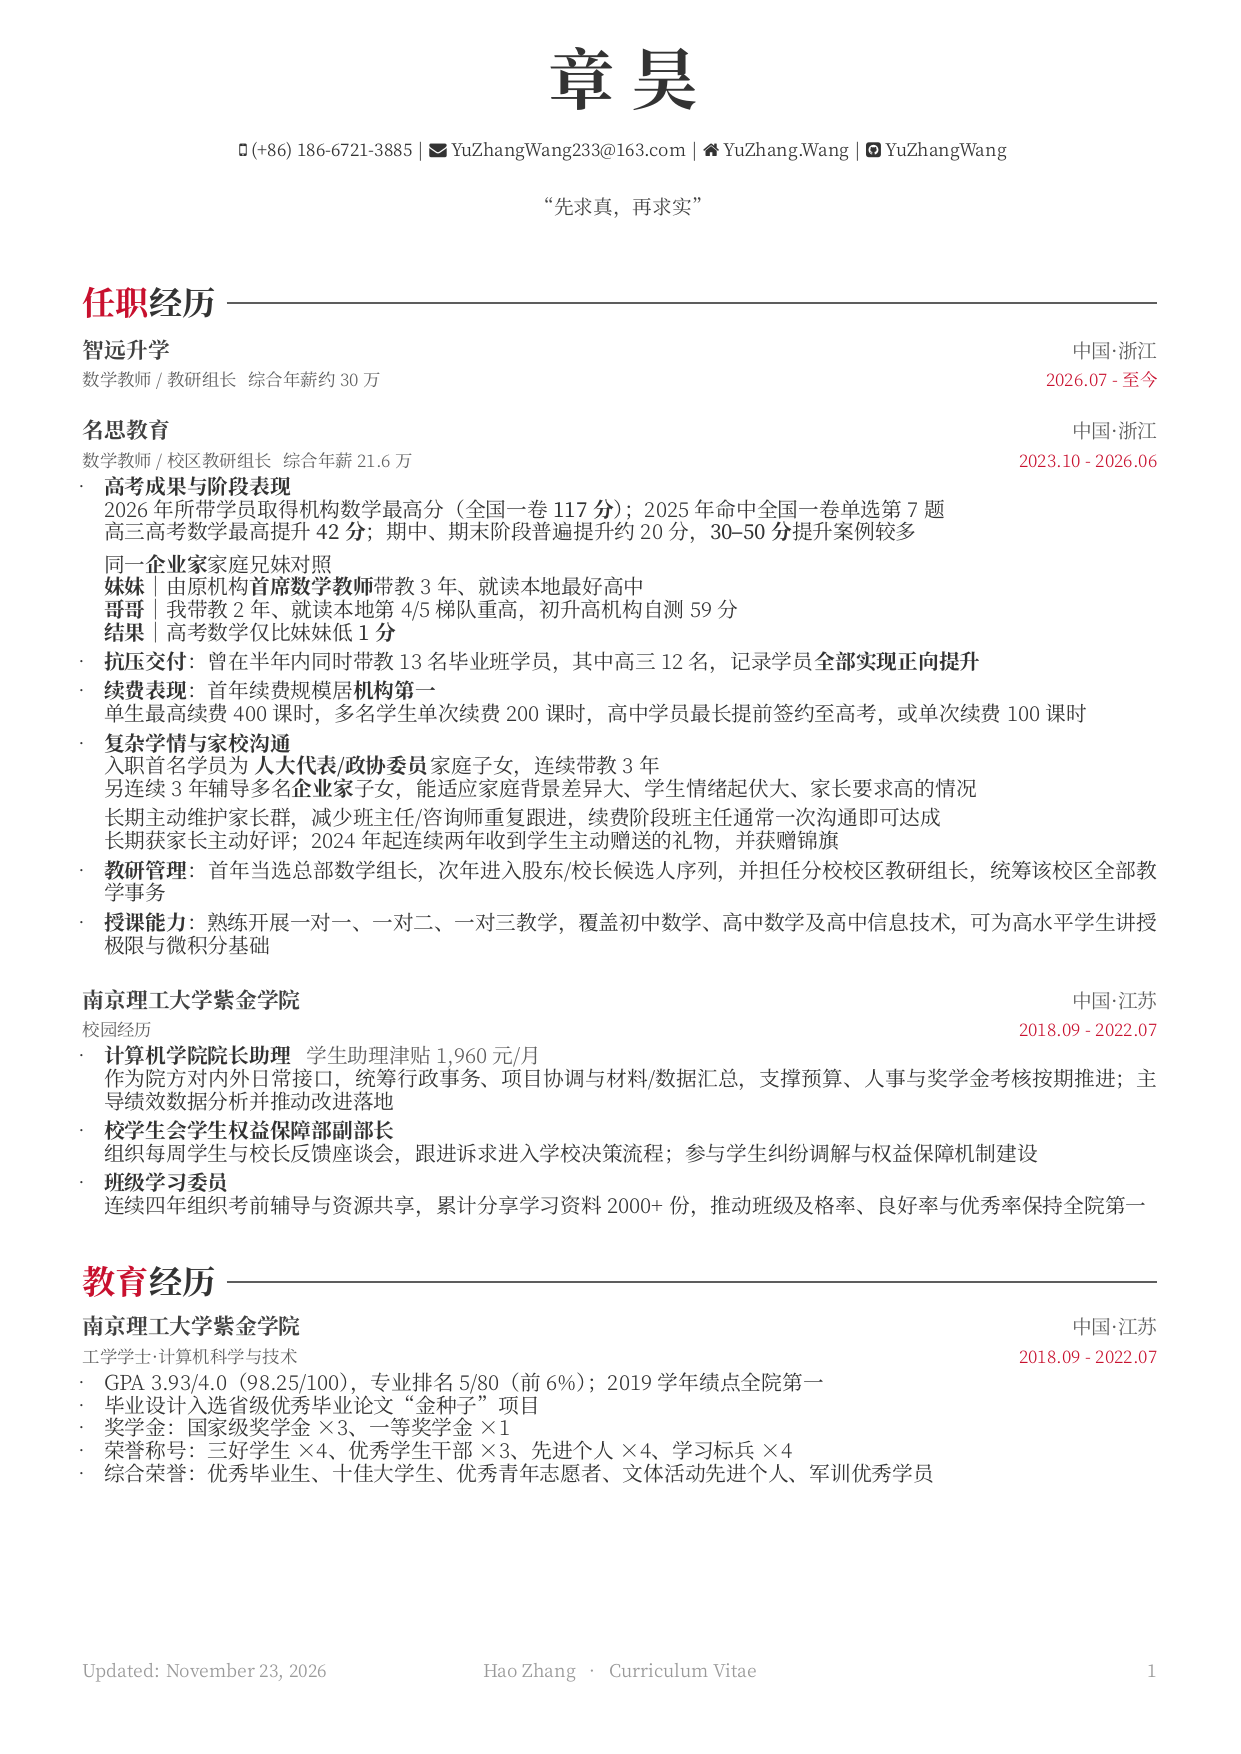 章昊
(+86) 186-6721-3885 | YuZhangWang233@163.com | YuZhang.Wang | YuZhangWang
“先求真，再求实”
任职经历
智远升学 中国·浙江
数学教师 / 教研组长 综合年薪约 30 万 2026.07 - 至今
名思教育 中国·浙江
数学教师 / 校区教研组长 综合年薪 21.6 万 2023.10 - 2026.06
· 高考成果与阶段表现
2026 年所带学员取得机构数学最高分（全国一卷 117 分）；2025 年命中全国一卷单选第 7 题
高三高考数学最高提升 42 分；期中、期末阶段普遍提升约 20 分，30–50 分提升案例较多
同一企业家家庭兄妹对照
妹妹｜由原机构首席数学教师带教 3 年、就读本地最好高中
哥哥｜我带教 2 年、就读本地第 4/5 梯队重高，初升高机构自测 59 分
结果｜高考数学仅比妹妹低 1 分
· 抗压交付：曾在半年内同时带教 13 名毕业班学员，其中高三 12 名，记录学员全部实现正向提升
· 续费表现：首年续费规模居机构第一
单生最高续费 400 课时，多名学生单次续费 200 课时，高中学员最长提前签约至高考，或单次续费 100 课时
· 复杂学情与家校沟通
入职首名学员为 人大代表/政协委员家庭子女，连续带教 3 年
另连续 3 年辅导多名企业家子女，能适应家庭背景差异大、学生情绪起伏大、家长要求高的情况
长期主动维护家长群，减少班主任/咨询师重复跟进，续费阶段班主任通常一次沟通即可达成
长期获家长主动好评；2024 年起连续两年收到学生主动赠送的礼物，并获赠锦旗
· 教研管理：首年当选总部数学组长，次年进入股东/校长候选人序列，并担任分校校区教研组长，统筹该校区全部教
学事务
· 授课能力：熟练开展一对一、一对二、一对三教学，覆盖初中数学、高中数学及高中信息技术，可为高水平学生讲授
极限与微积分基础
南京理工大学紫金学院 中国·江苏
校园经历 2018.09 - 2022.07
· 计算机学院院长助理 学生助理津贴 1,960 元/月
作为院方对内外日常接口，统筹行政事务、项目协调与材料/数据汇总，支撑预算、人事与奖学金考核按期推进；主
导绩效数据分析并推动改进落地
· 校学生会学生权益保障部副部长
组织每周学生与校长反馈座谈会，跟进诉求进入学校决策流程；参与学生纠纷调解与权益保障机制建设
· 班级学习委员
连续四年组织考前辅导与资源共享，累计分享学习资料 2000+ 份，推动班级及格率、良好率与优秀率保持全院第一
教育经历
南京理工大学紫金学院 中国·江苏
工学学士·计算机科学与技术 2018.09 - 2022.07
· GPA 3.93/4.0（98.25/100），专业排名 5/80（前 6%）；2019 学年绩点全院第一
· 毕业设计入选省级优秀毕业论文“金种子”项目
· 奖学金：国家级奖学金 ×3、一等奖学金 ×1
· 荣誉称号：三好学生 ×4、优秀学生干部 ×3、先进个人 ×4、学习标兵 ×4
· 综合荣誉：优秀毕业生、十佳大学生、优秀青年志愿者、文体活动先进个人、军训优秀学员
Updated: November 23, 2026 Hao Zhang · Curriculum Vitae 1